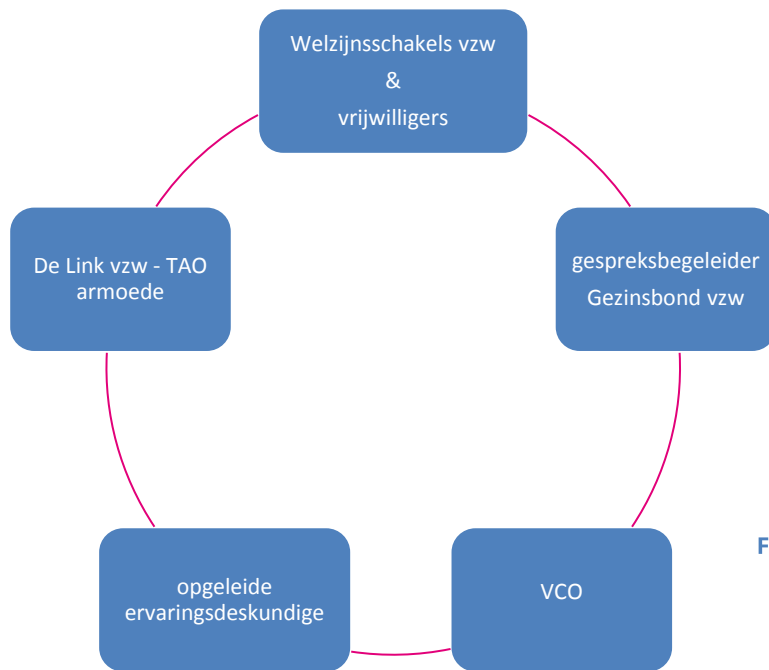 Welzijnsschakels vzw
&
vrijwilligers
De Link vzw - TAO
armoede
gespreksbegeleider
Gezinsbond vzw
opgeleide
ervaringsdeskundige
VCO
F